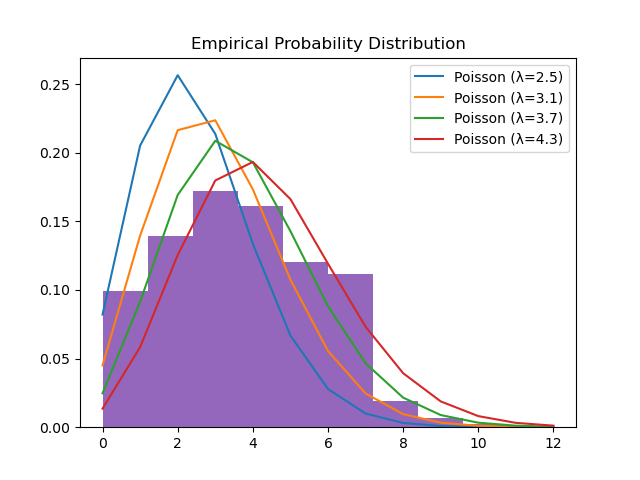 Empirical Probability Distribution
Poisson (λ=2.5)
Poisson (λ=3.1)
Poisson (λ=3.7)
Poisson (λ=4.3)
0.25
0.20
0.15
0.10
0.05
0.00
0 2 4 6 8 10 12